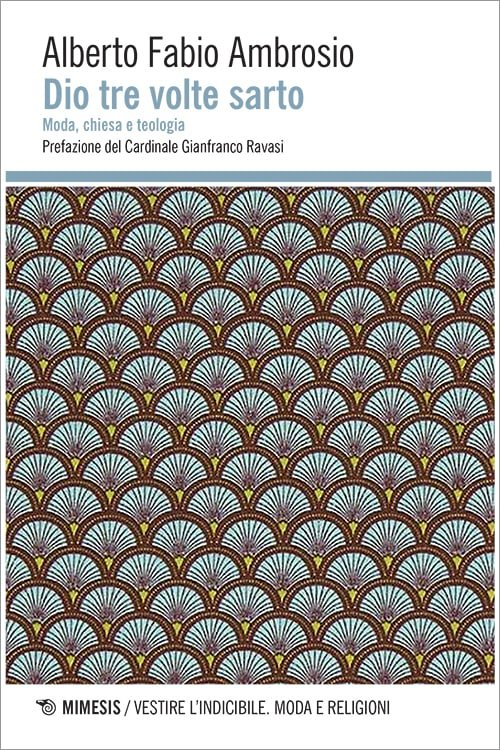 Alberto Fabio Ambrosio
Dio tre volte sarto
Moda, chiesa e teologia
Prefazione del Cardinale Gianfranco Ravasi
MIMESIS / VESTIRE L'INDICIBILE. MODA E RELIGIONI